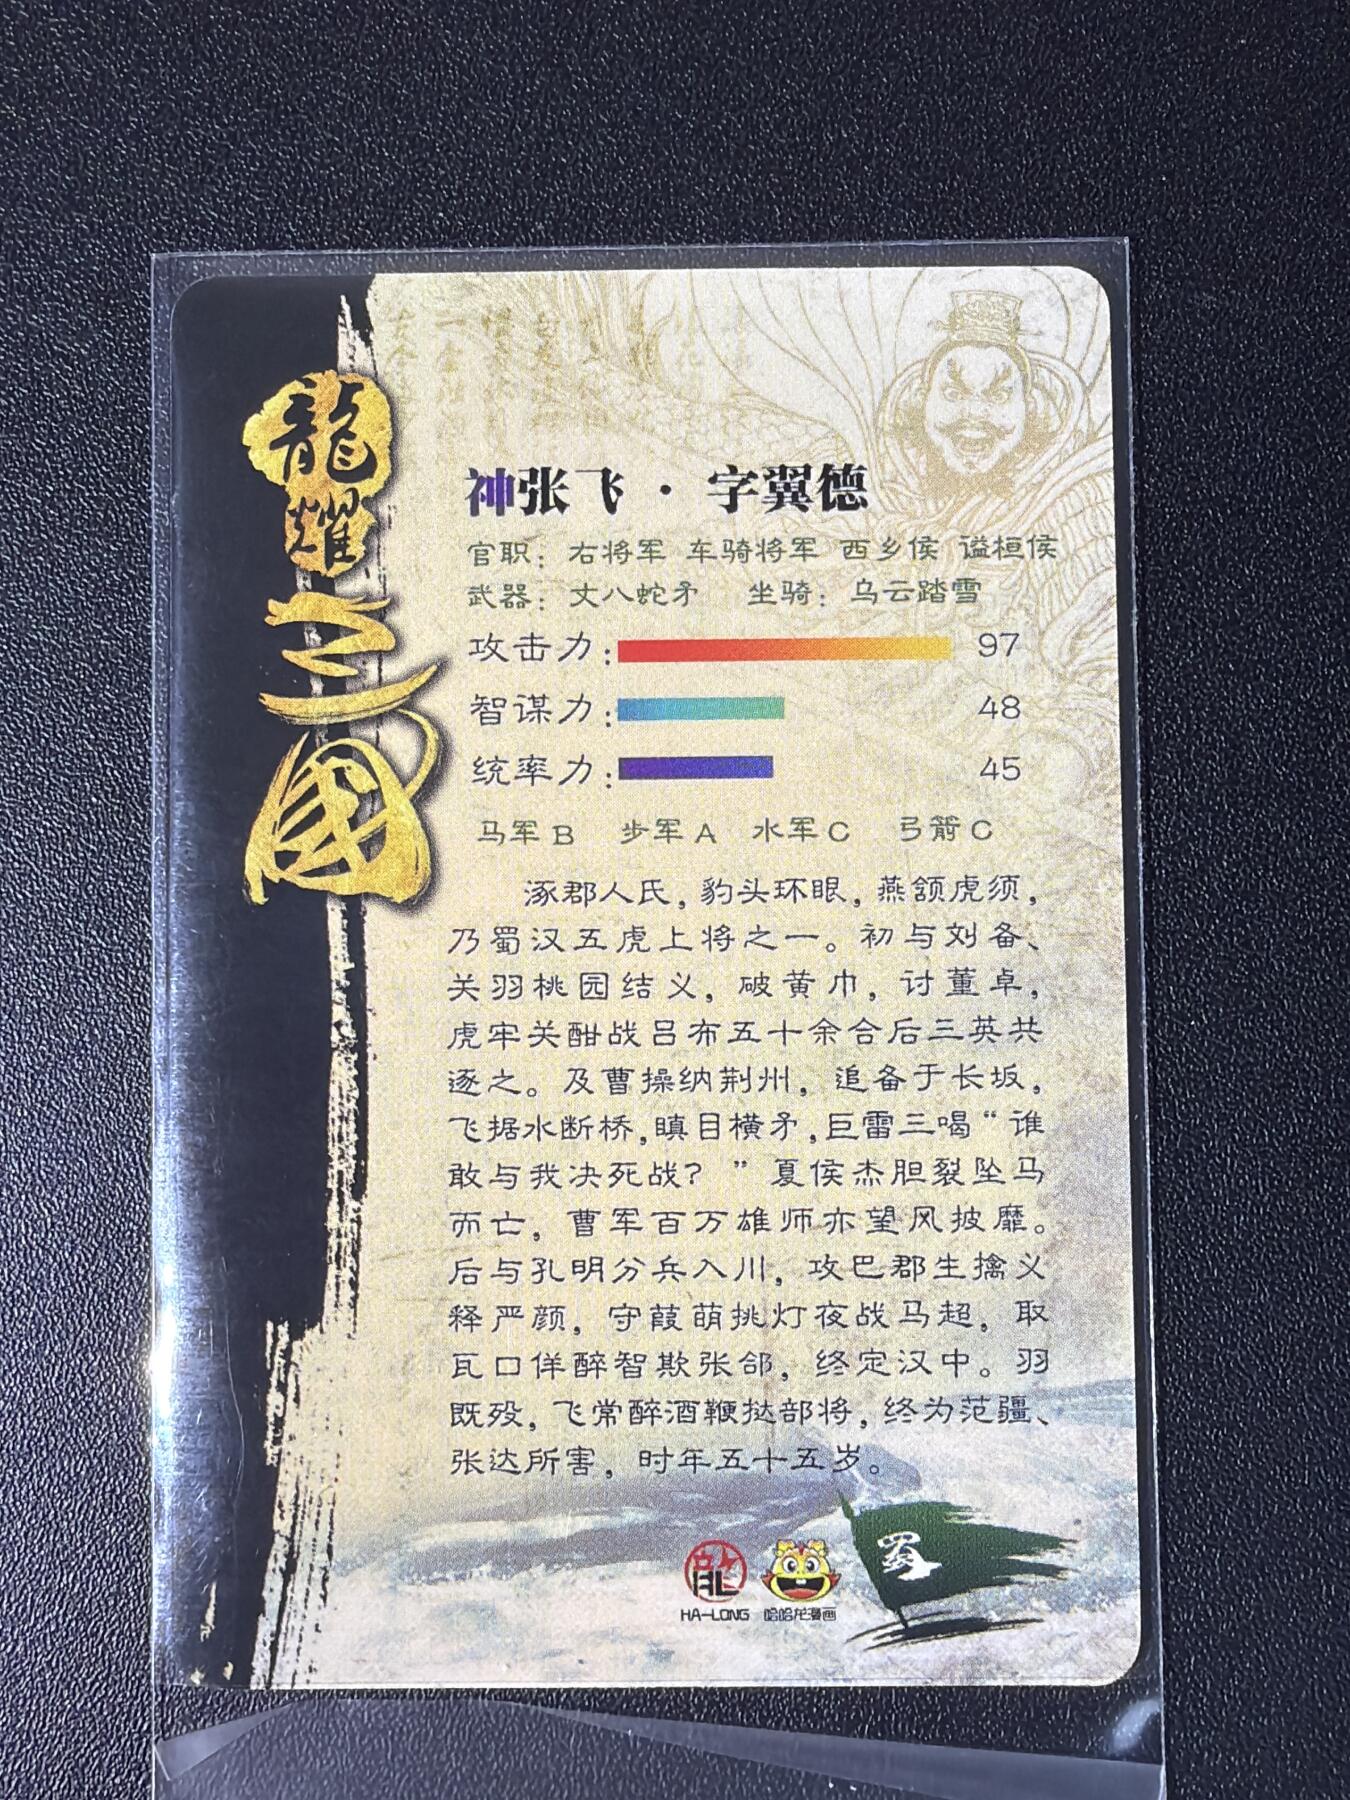 龍耀三國
神张飞·字翼德
官职：右将军 车骑将军 西乡侯 谥桓侯
武器：丈八蛇矛 坐骑：乌云踏雪
攻击力：97
智谋力：48
统率力：45
马军B 步军A 水军C 弓箭C
涿郡人氏，豹头环眼，燕颔虎须，
乃蜀汉五虎上将之一。初与刘备、
关羽桃园结义，破黄巾，讨董卓，
虎牢关酣战吕布五十余合后三英共
逐之。及曹操纳荆州，追备于长坂，
飞据水断桥，瞋目横矛，巨雷三喝“谁
敢与我决死战？”夏侯杰胆裂坠马
而亡，曹军百万雄师亦望风披靡。
后与孔明分兵入川，攻巴郡生擒义
释严颜，守葭萌挑灯夜战马超，取
瓦口佯醉智欺张郃，终定汉中。羽
既殁，飞常醉酒鞭挞部将，终为范疆、
张达所害，时年五十五岁。
蜀
HA-LONG 哈哈龙漫画